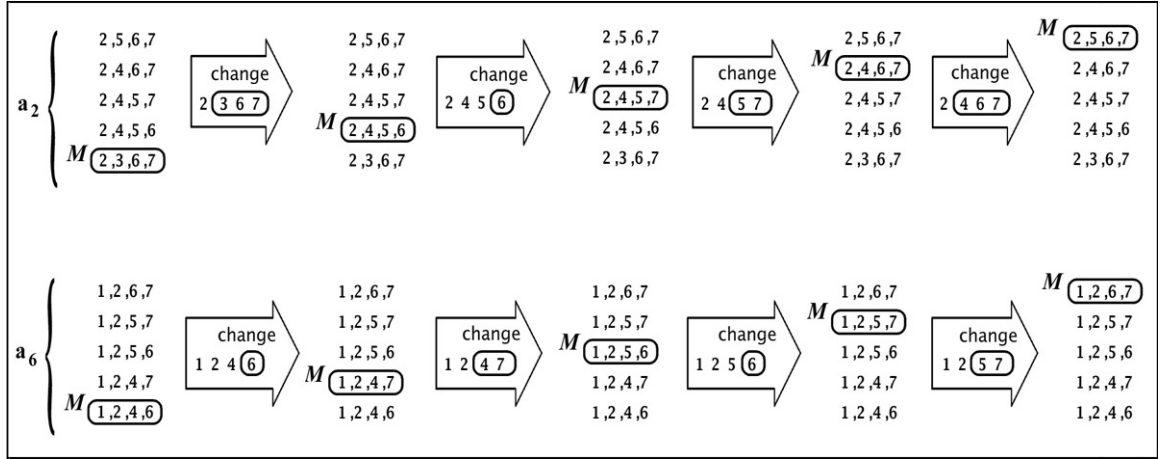 a2
2,5,6,7
2,4,6,7
2,4,5,7
2,4,5,6
M 2,3,6,7
change
2 3 6 7
2,5,6,7
2,4,6,7
2,4,5,7
M 2,4,5,6
2,3,6,7
change
2 4 5 6
2,5,6,7
2,4,6,7
M 2,4,5,7
2,4,5,6
2,3,6,7
change
2 4 5 7
2,5,6,7
M 2,4,6,7
2,4,5,7
2,4,5,6
2,3,6,7
change
2 4 6 7
M 2,5,6,7
2,4,6,7
2,4,5,7
2,4,5,6
2,3,6,7
a6
1,2,6,7
1,2,5,7
1,2,5,6
1,2,4,7
M 1,2,4,6
change
1 2 4 6
1,2,6,7
1,2,5,7
1,2,5,6
M 1,2,4,7
1,2,4,6
change
1 2 4 7
1,2,6,7
1,2,5,7
M 1,2,5,6
1,2,4,7
1,2,4,6
change
1 2 5 6
1,2,6,7
M 1,2,5,7
1,2,5,6
1,2,4,7
1,2,4,6
change
1 2 5 7
M 1,2,6,7
1,2,5,7
1,2,5,6
1,2,4,7
1,2,4,6